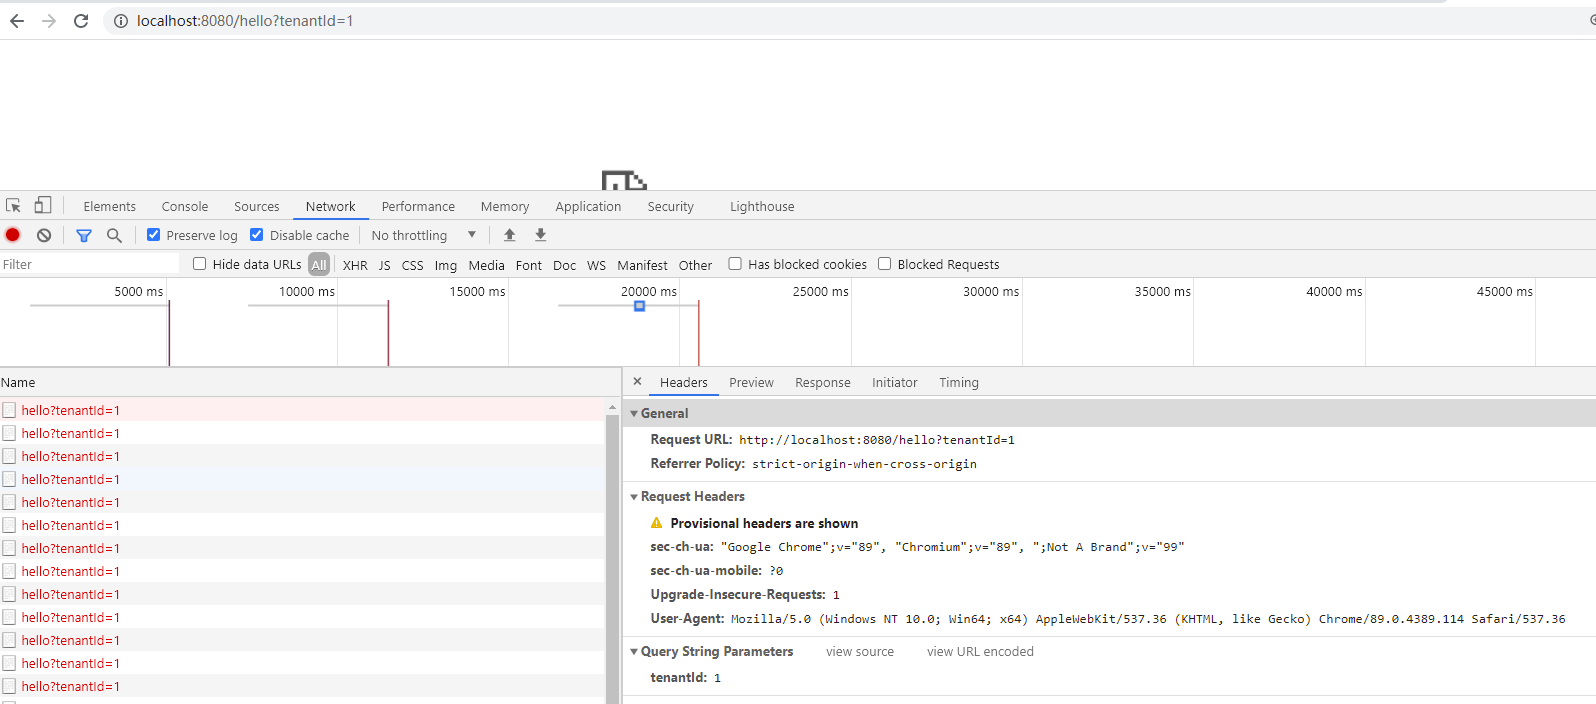 localhost:8080/hello?tenantId=1
Elements Console Sources Network Performance Memory Application Security Lighthouse
Preserve log Disable cache No throttling
Filter Hide data URLs All XHR JS CSS Img Media Font Doc WS Manifest Other Has blocked cookies Blocked Requests
5000 ms 10000 ms 15000 ms 20000 ms 25000 ms 30000 ms 35000 ms 40000 ms 45000 ms
Name
hello?tenantId=1
hello?tenantId=1
hello?tenantId=1
hello?tenantId=1
hello?tenantId=1
hello?tenantId=1
hello?tenantId=1
hello?tenantId=1
hello?tenantId=1
hello?tenantId=1
hello?tenantId=1
hello?tenantId=1
hello?tenantId=1
× Headers Preview Response Initiator Timing
General
Request URL: http://localhost:8080/hello?tenantId=1
Referrer Policy: strict-origin-when-cross-origin
Request Headers
Provisional headers are shown
sec-ch-ua: "Google Chrome";v="89", "Chromium";v="89", ";Not A Brand";v="99"
sec-ch-ua-mobile: ?0
Upgrade-Insecure-Requests: 1
User-Agent: Mozilla/5.0 (Windows NT 10.0; Win64; x64) AppleWebKit/537.36 (KHTML, like Gecko) Chrome/89.0.4389.114 Safari/537.36
Query String Parameters view source view URL encoded
tenantId: 1